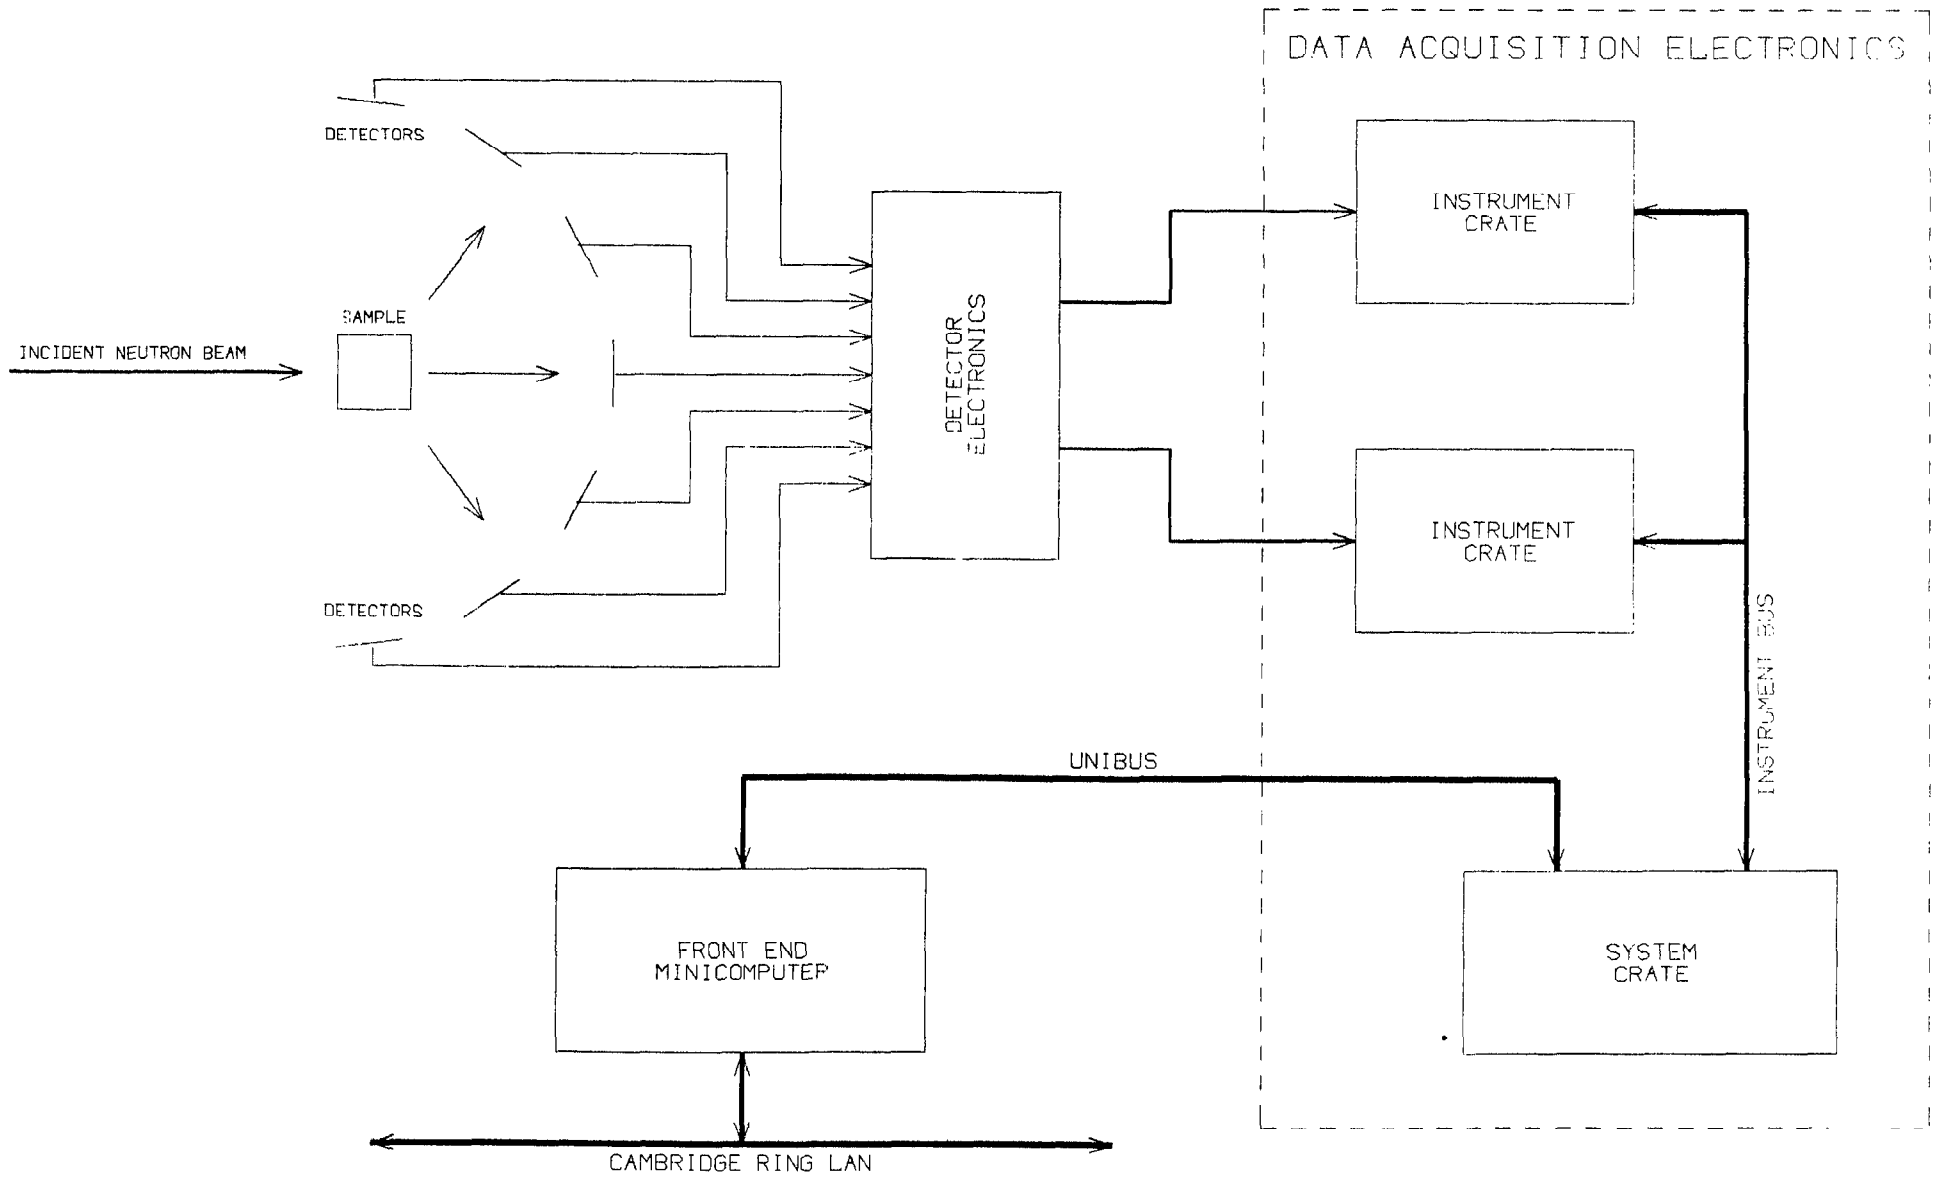 DATA ACQUISITION ELECTRONICS
DETECTORS
INSTRUMENT
CRATE
SAMPLE
INCIDENT NEUTRON BEAM
DETECTOR
ELECTRONICS
INSTRUMENT
CRATE
DETECTORS
INSTRUMENT BUS
UNIBUS
FRONT END
MINICOMPUTER
SYSTEM
CRATE
CAMBRIDGE RING LAN